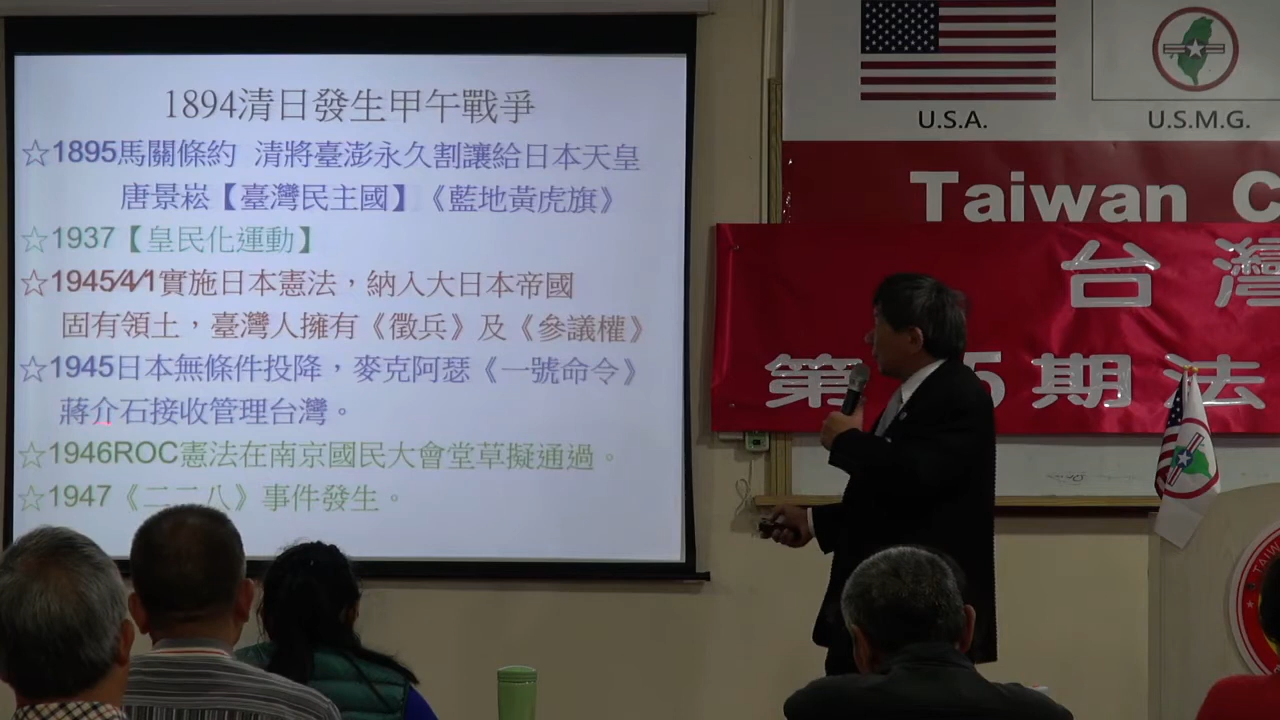 1894清日發生甲午戰爭
☆1895馬關條約 清將臺澎永久割讓給日本天皇
唐景崧【臺灣民主國】《藍地黃虎旗》
☆1937【皇民化運動】
☆1945/4/1實施日本憲法，納入大日本帝國
固有領土，臺灣人擁有《徵兵》及《參議權》
☆1945日本無條件投降，麥克阿瑟《一號命令》
蔣介石接收管理台灣。
☆1946ROC憲法在南京國民大會堂草擬通過。
☆1947《二二八》事件發生。
U.S.A.
U.S.M.G.
Taiwan C
台灣
第 5期法